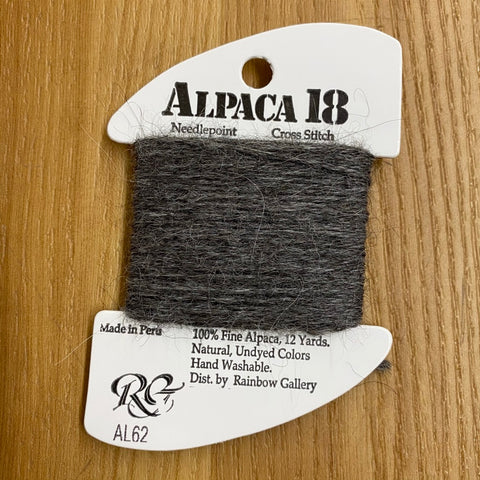 ALPACA 18
Needlepoint Cross Stitch
Made in Peru
100% Fine Alpaca, 12 Yards.
Natural, Undyed Colors
Hand Washable.
Dist. by Rainbow Gallery
RG
AL62